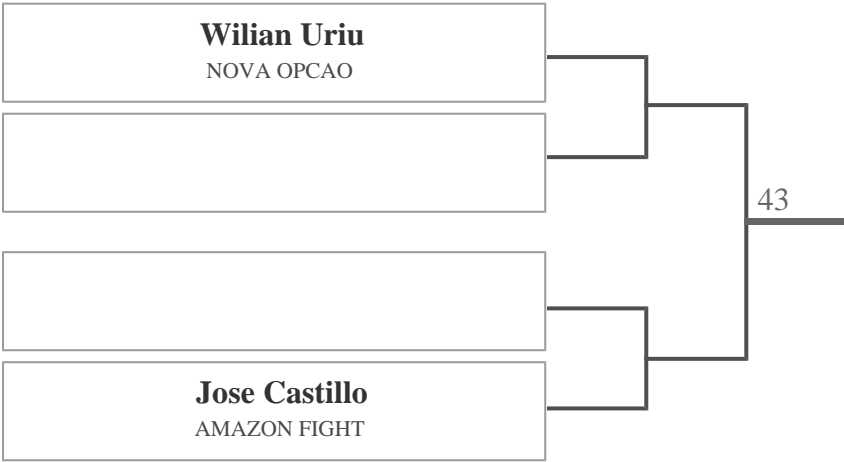 Wilian Uriu
NOVA OPCAO
43
Jose Castillo
AMAZON FIGHT